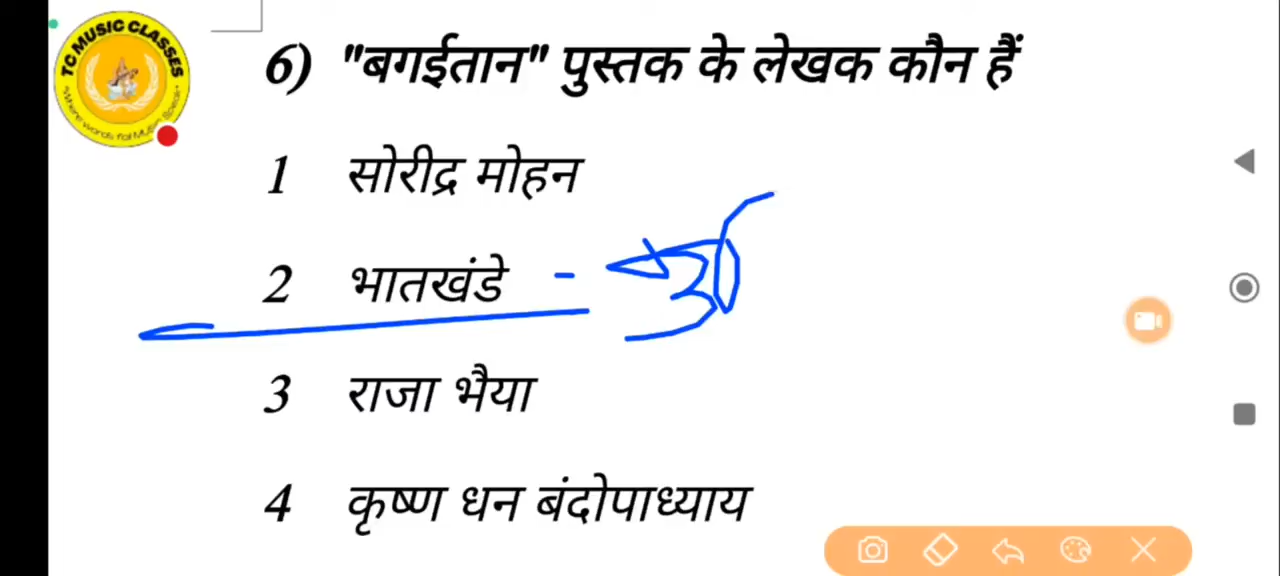 TC MUSIC CLASSES
6) "बगईतान" पुस्तक के लेखक कौन हैं
1 सोरीद्र मोहन
2 भातखंडे -
3 राजा भैया
4 कृष्ण धन बंदोपाध्याय